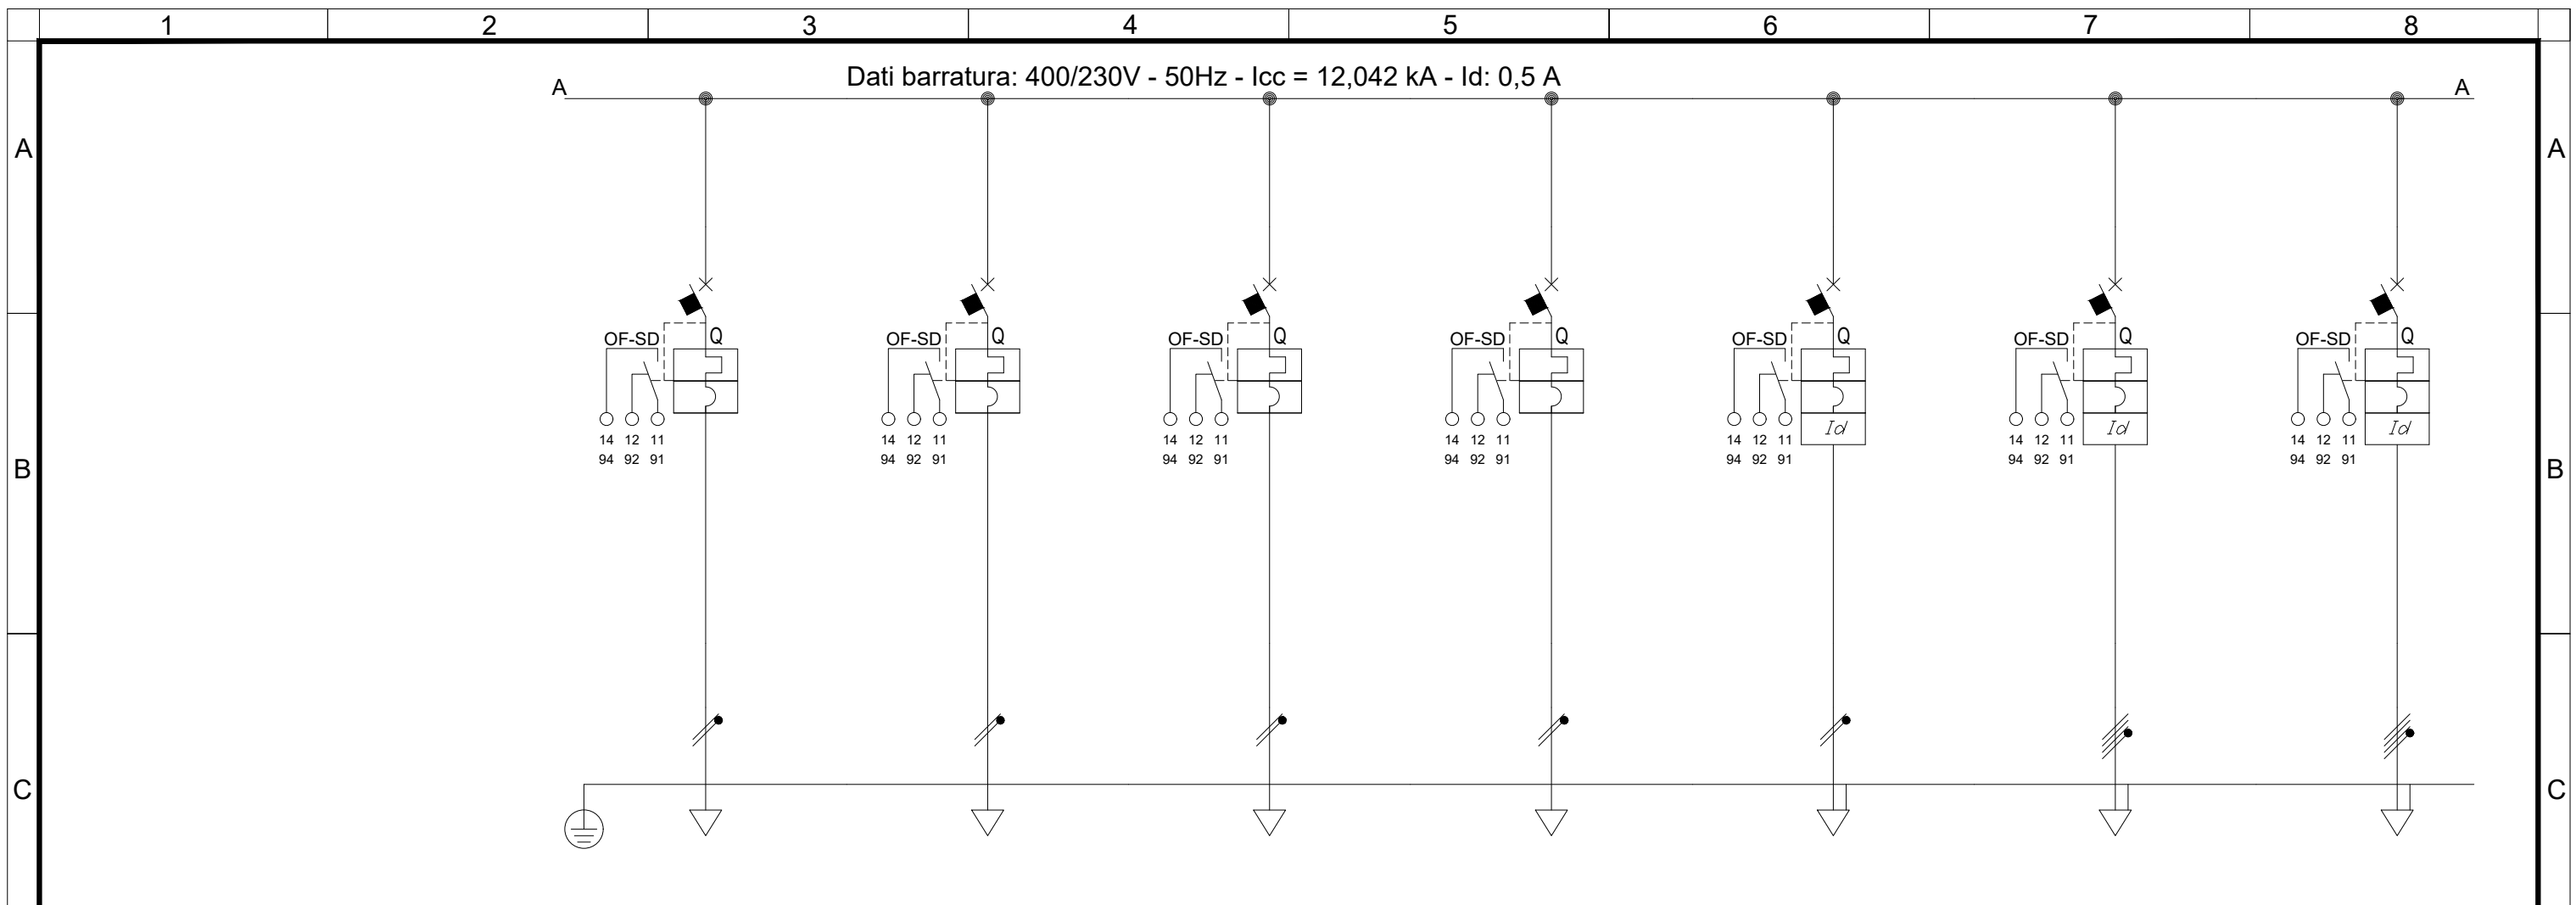 1 2 3 4 5 6 7 8
Dati barratura: 400/230V - 50Hz - Icc = 12,042 kA - Id: 0,5 A
A A
A A
OF-SD Q OF-SD Q OF-SD Q OF-SD Q OF-SD Q OF-SD Q OF-SD Q
Id Id Id
14 12 11 14 12 11 14 12 11 14 12 11 14 12 11 14 12 11 14 12 11
94 92 91 94 92 91 94 92 91 94 92 91 94 92 91 94 92 91 94 92 91
B B
C C